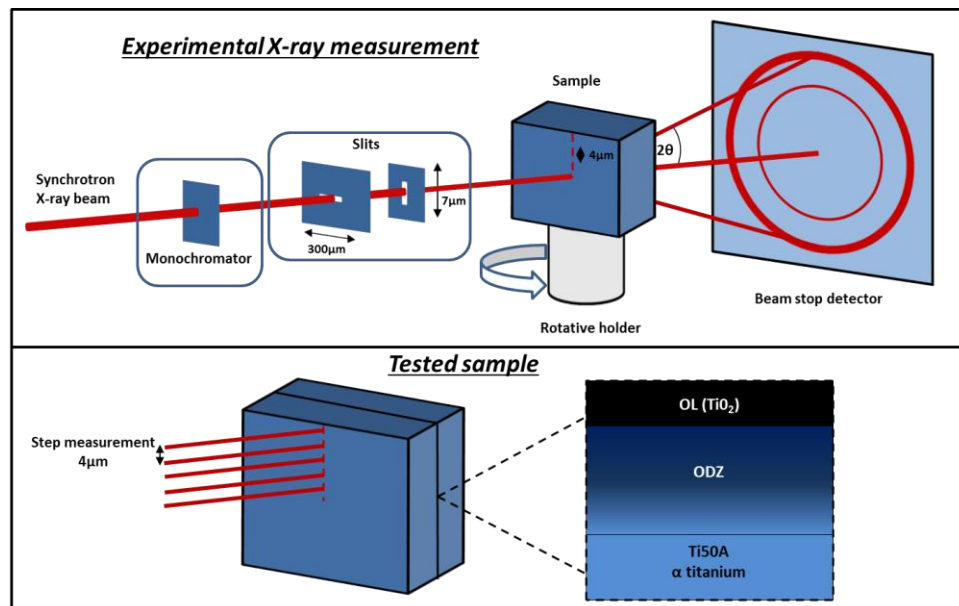 Experimental X-ray measurement
Sample
Slits
4µm
2θ
Synchrotron
X-ray beam
7µm
Monochromator
300µm
Beam stop detector
Rotative holder
Tested sample
OL (Ti0₂)
Step measurement
4µm
ODZ
Ti50A
α titanium